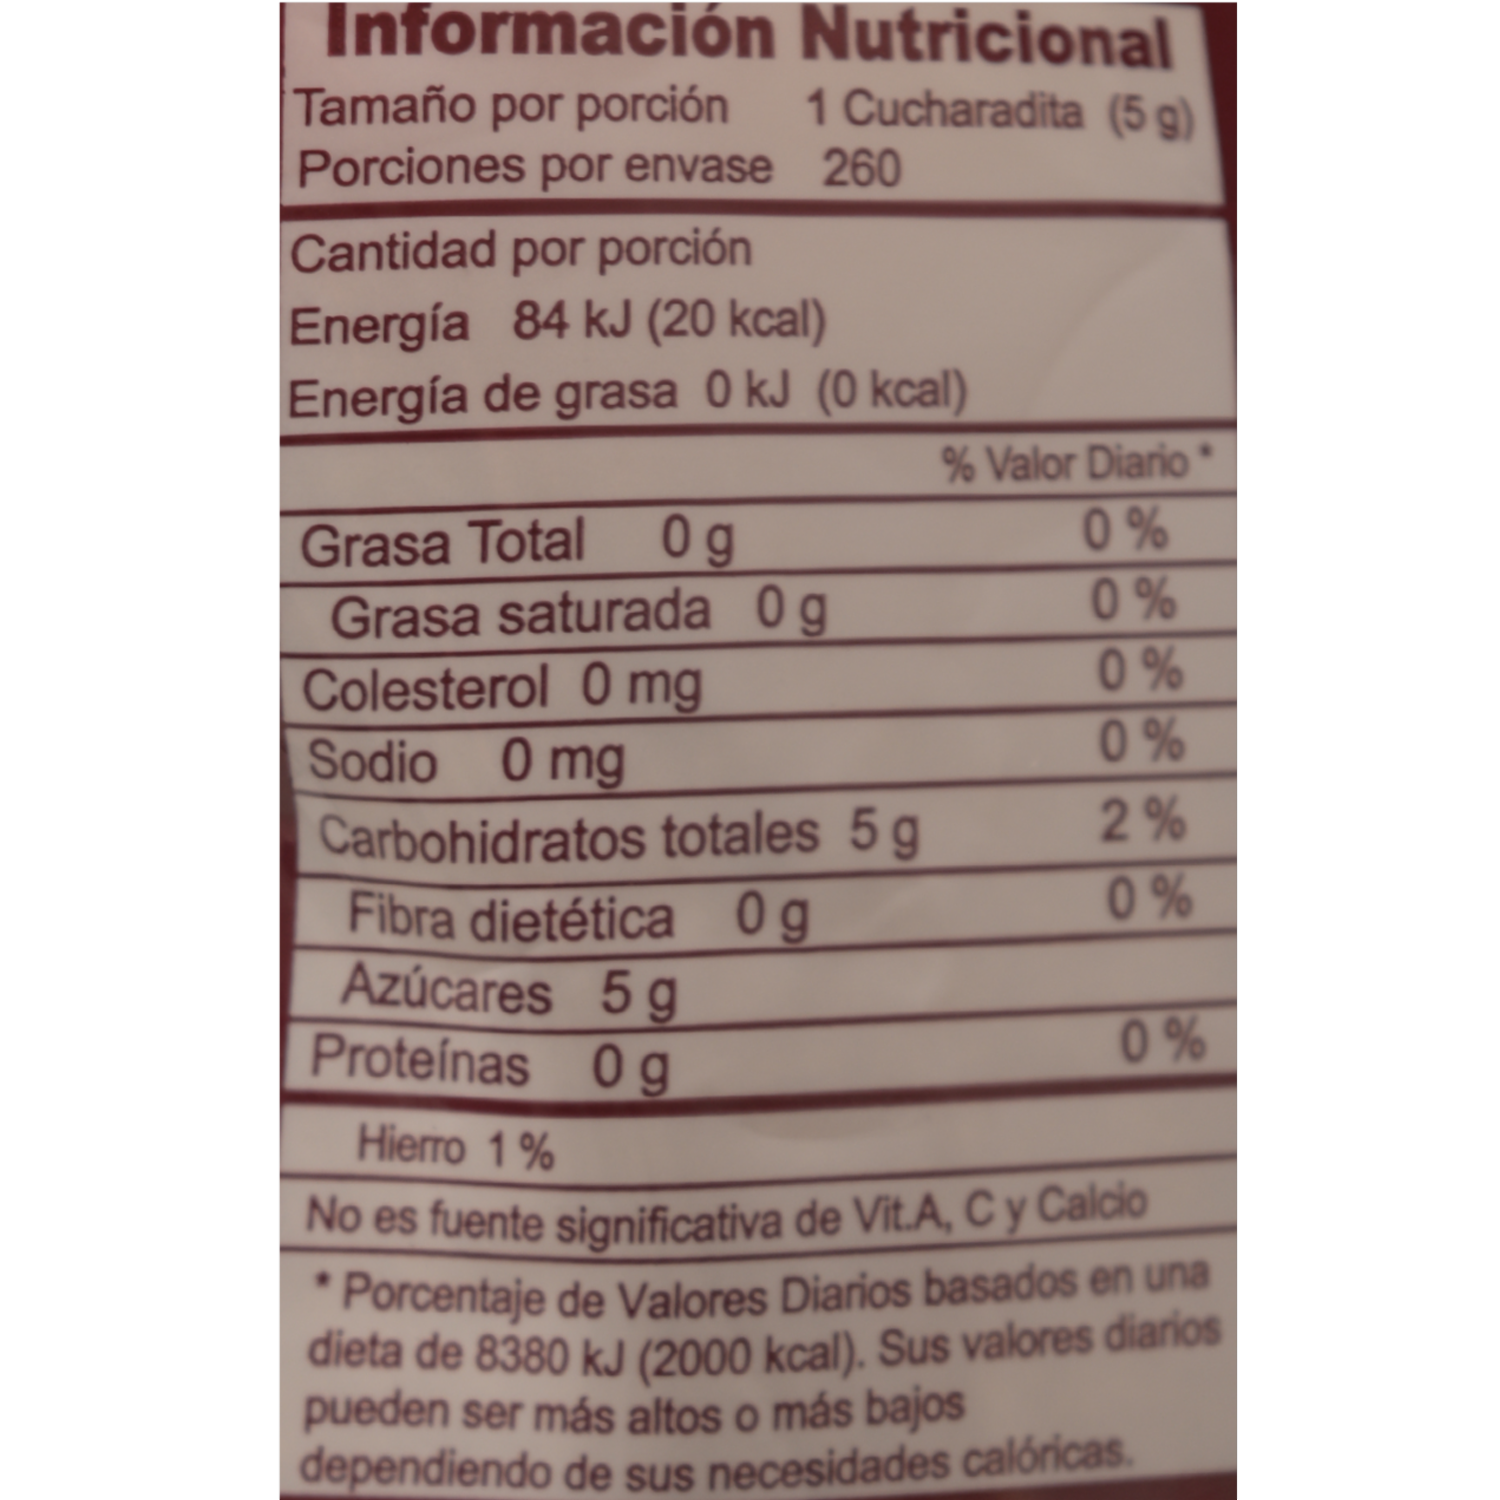 Información Nutricional
Tamaño por porción 1 Cucharadita (5 g)
Porciones por envase 260
Cantidad por porción
Energía 84 kJ (20 kcal)
Energía de grasa 0 kJ (0 kcal)
% Valor Diario *
Grasa Total 0 g 0 %
Grasa saturada 0 g 0 %
Colesterol 0 mg 0 %
Sodio 0 mg 0 %
Carbohidratos totales 5 g 2 %
Fibra dietética 0 g 0 %
Azúcares 5 g
Proteínas 0 g 0 %
Hierro 1 %
No es fuente significativa de Vit.A, C y Calcio
* Porcentaje de Valores Diarios basados en una
dieta de 8380 kJ (2000 kcal). Sus valores diarios
pueden ser más altos o más bajos
dependiendo de sus necesidades calóricas.